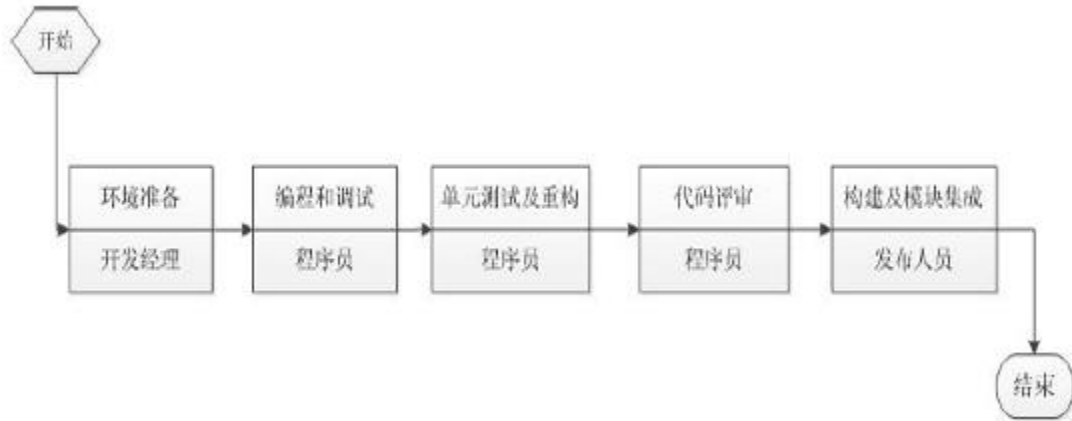 开始
环境准备
开发经理
编程和调试
程序员
单元测试及重构
程序员
代码评审
程序员
构建及模块集成
发布人员
结束